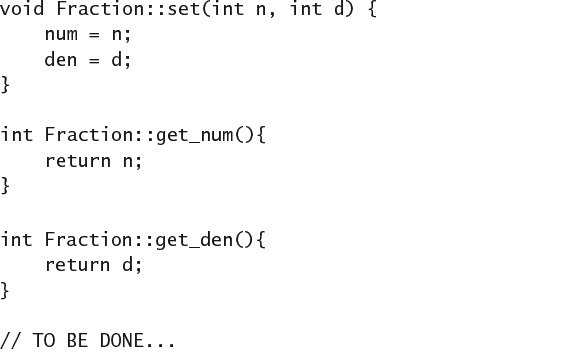 void Fraction::set(int n, int d) {
    num = n;
    den = d;
}

int Fraction::get_num(){
    return n;
}

int Fraction::get_den(){
    return d;
}

// TO BE DONE...